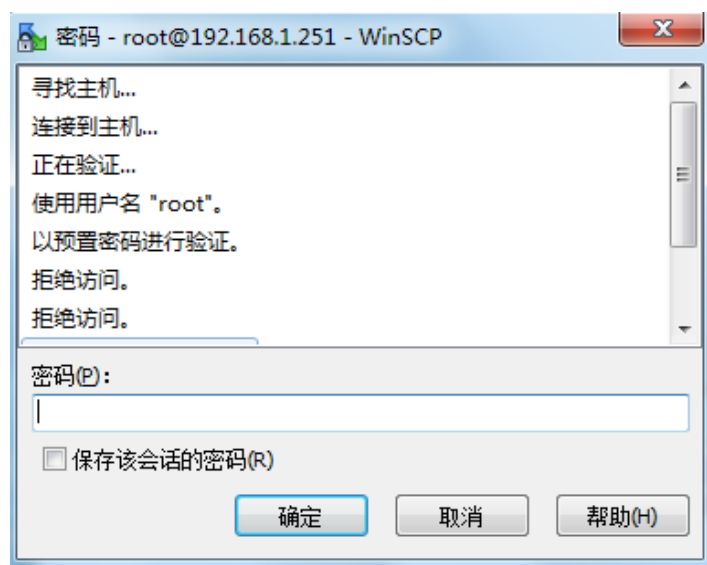 密码 - root@192.168.1.251 - WinSCP
寻找主机...
连接到主机...
正在验证...
使用用户名 "root"。
以预置密码进行验证。
拒绝访问。
拒绝访问。
密码(P)：
保存该会话的密码(R)
确定 取消 帮助(H)